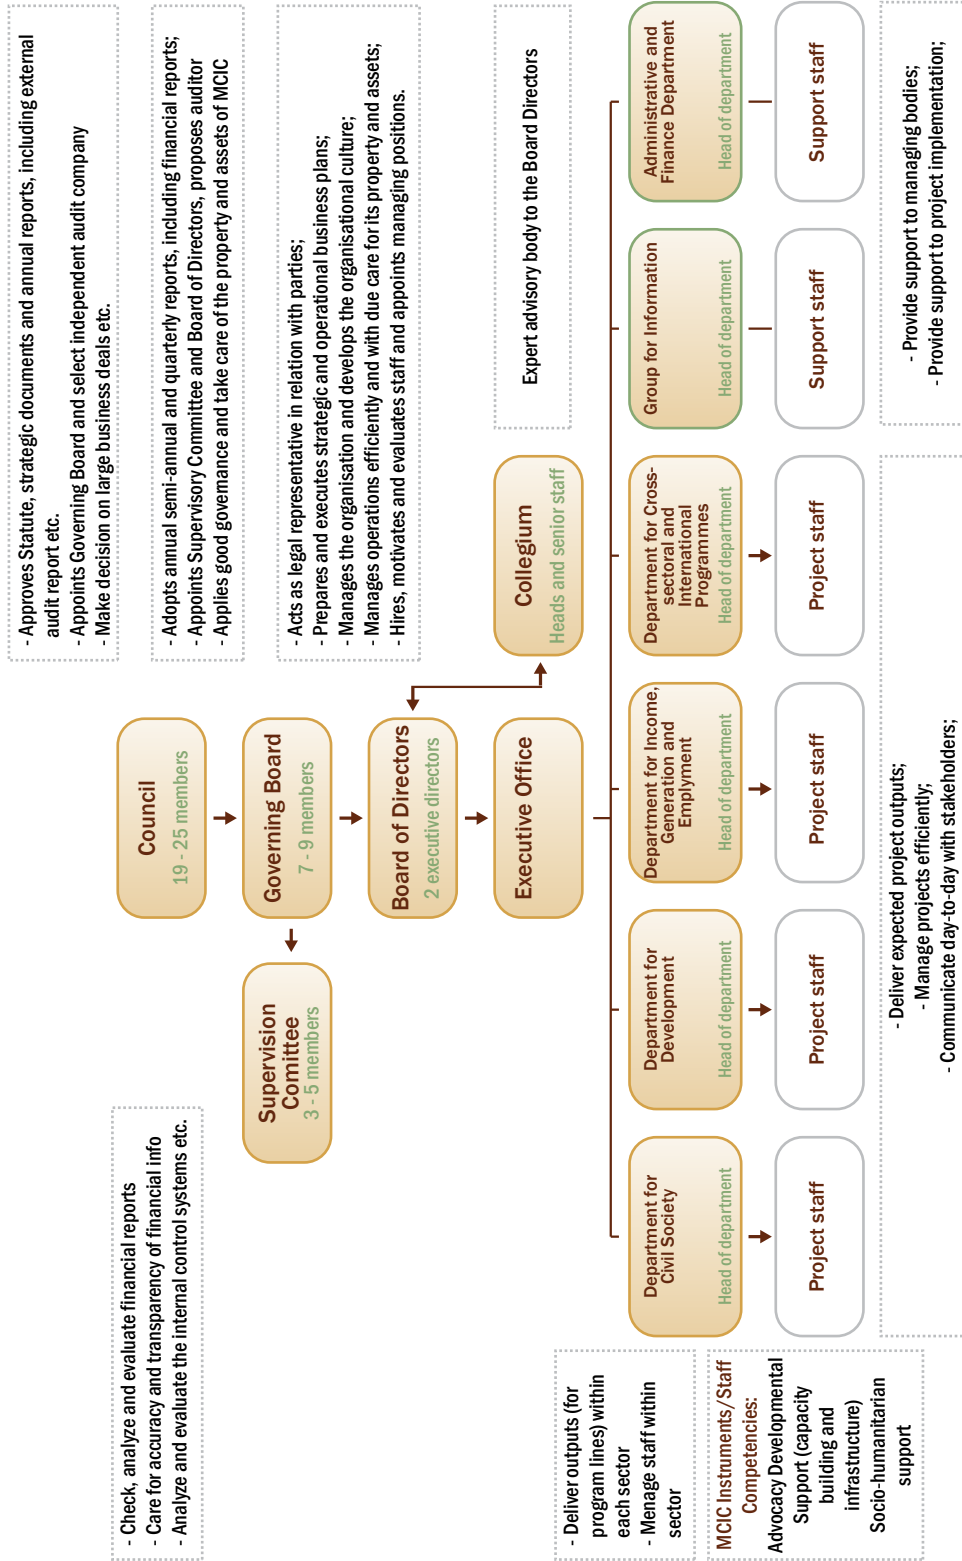 - Approves Statute, strategic documents and annual reports, including external
audit report etc.
- Appoints Governing Board and select independent audit company
- Make decision on large business deals etc.
- Adopts annual semi-annual and quarterly reports, including financial reports;
- Appoints Supervisory Committee and Board of Directors, proposes auditor
- Applies good governance and take care of the property and assets of MCIC
- Acts as legal representative in relation with parties;
- Prepares and executes strategic and operational business plans;
- Manages the organisation and develops the organisational culture;
- Manages operations efficiently and with due care for its property and assets;
- Hires, motivates and evaluates staff and appoints managing positions.
Expert advisory body to the Board Directors
Council
19 - 25 members
Governing Board
7 - 9 members
Board of Directors
2 executive directors
Executive Office
Collegium
Heads and senior staff
Supervision
Comittee
3 - 5 members
- Check, analyze and evaluate financial reports
- Care for accuracy and transparency of financial info
- Analyze and evaluate the internal control systems etc.
- Deliver outputs (for
program lines) within
each sector
- Menage staff within
sector
Department for
Civil Society
Head of department
Department for
Development
Head of department
Department for Income,
Generation and
Emplyment
Head of department
Department for Cross-
sectoral and
International
Programmes
Head of department
Group for Information
Head of department
Administrative and
Finance Department
Head of department
MCIC Instruments/Staff
Competencies:
Advocacy Developmental
Support (capacity
building and
infrastructure)
Socio-humanitarian
support
Project staff
Project staff
Project staff
Project staff
Support staff
Support staff
- Deliver expected project outputs;
- Manage projects efficiently;
- Communicate day-to-day with stakeholders;
- Provide support to managing bodies;
- Provide support to project implementation;